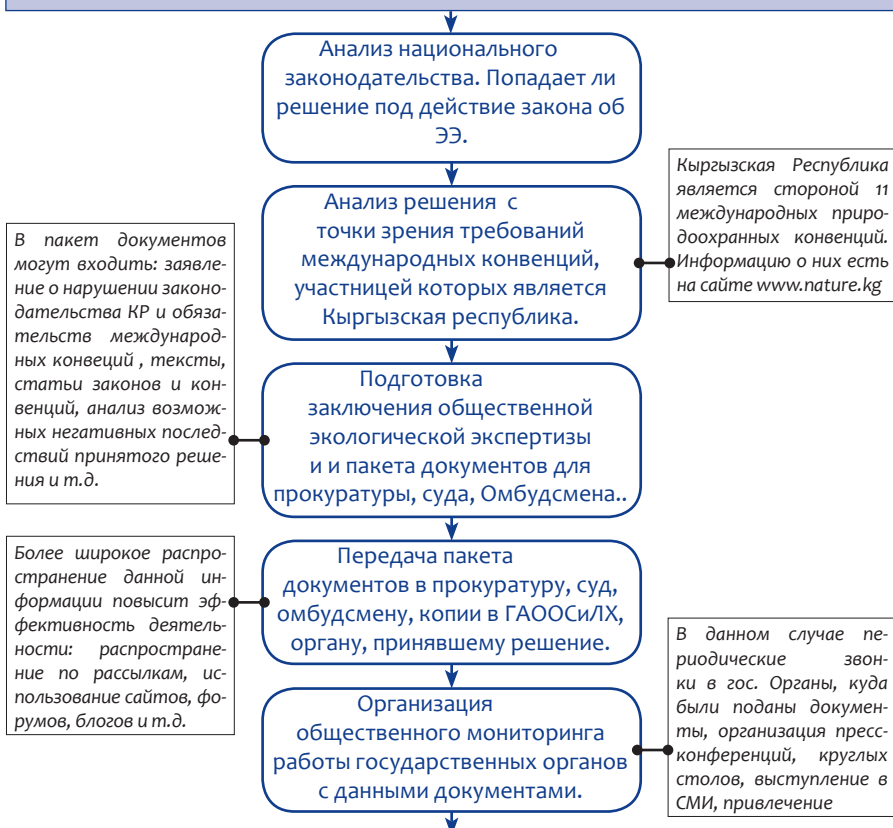 Анализ национального
законодательства. Попадает ли
решение под действие закона об
ЭЭ.
Анализ решения с
точки зрения требований
международных конвенций,
участницей которых является
Кыргызская республика.
Кыргызская Республика
является стороной 11
международных приро-
доохранных конвенций.
Информацию о них есть
на сайте www.nature.kg
В пакет документов
могут входить: заявле-
ние о нарушении законо-
дательства КР и обяза-
тельств международ-
ных конвеций , тексты,
статьи законов и кон-
венций, анализ возмож-
ных негативных послед-
ствий принятого реше-
ния и т.д.
Подготовка
заключения общественной
экологической экспертизы
и и пакета документов для
прокуратуры, суда, Омбудсмена..
Более широкое распро-
странение данной ин-
формации повысит эф-
фективность деятель-
ности: распростране-
ние по рассылкам, ис-
пользование сайтов, фо-
румов, блогов и т.д.
Передача пакета
документов в прокуратуру, суд,
омбудсмену, копии в ГАООСиЛХ,
органу, принявшему решение.
Организация
общественного мониторинга
работы государственных органов
с данными документами.
В данном случае пе-
риодические звон-
ки в гос. Органы, куда
были поданы докумен-
ты, организация пресс-
конференций, круглых
столов, выступление в
СМИ, привлечение